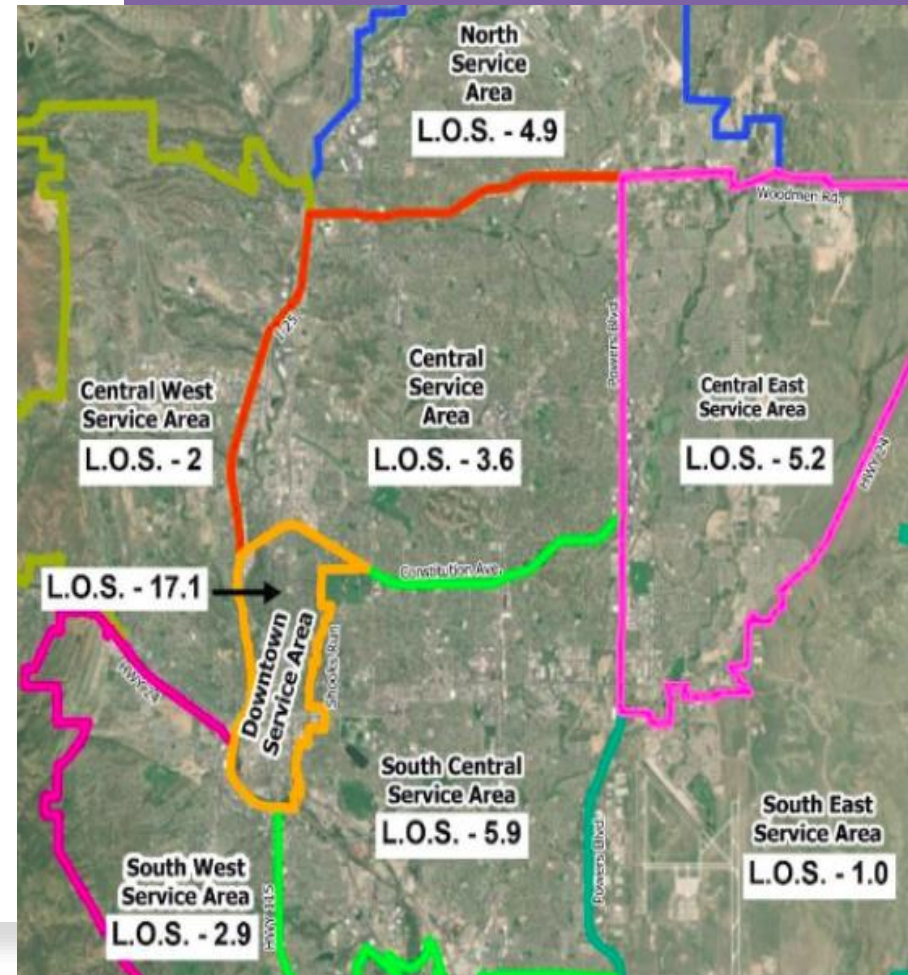 North
Service
Area
L.O.S. - 4.9
Woodmen Rd.
I 25
Powers Blvd.
Central
Service
Area
L.O.S. - 3.6
Central West
Service Area
L.O.S. - 2
Central East
Service Area
L.O.S. - 5.2
HWY 24
Constitution Ave.
L.O.S. - 17.1
Downtown
Service Area
Shooks Run
HWY 24
South Central
Service Area
L.O.S. - 5.9
Powers Blvd.
South East
Service Area
L.O.S. - 1.0
South West
Service Area
L.O.S. - 2.9
HWY 115